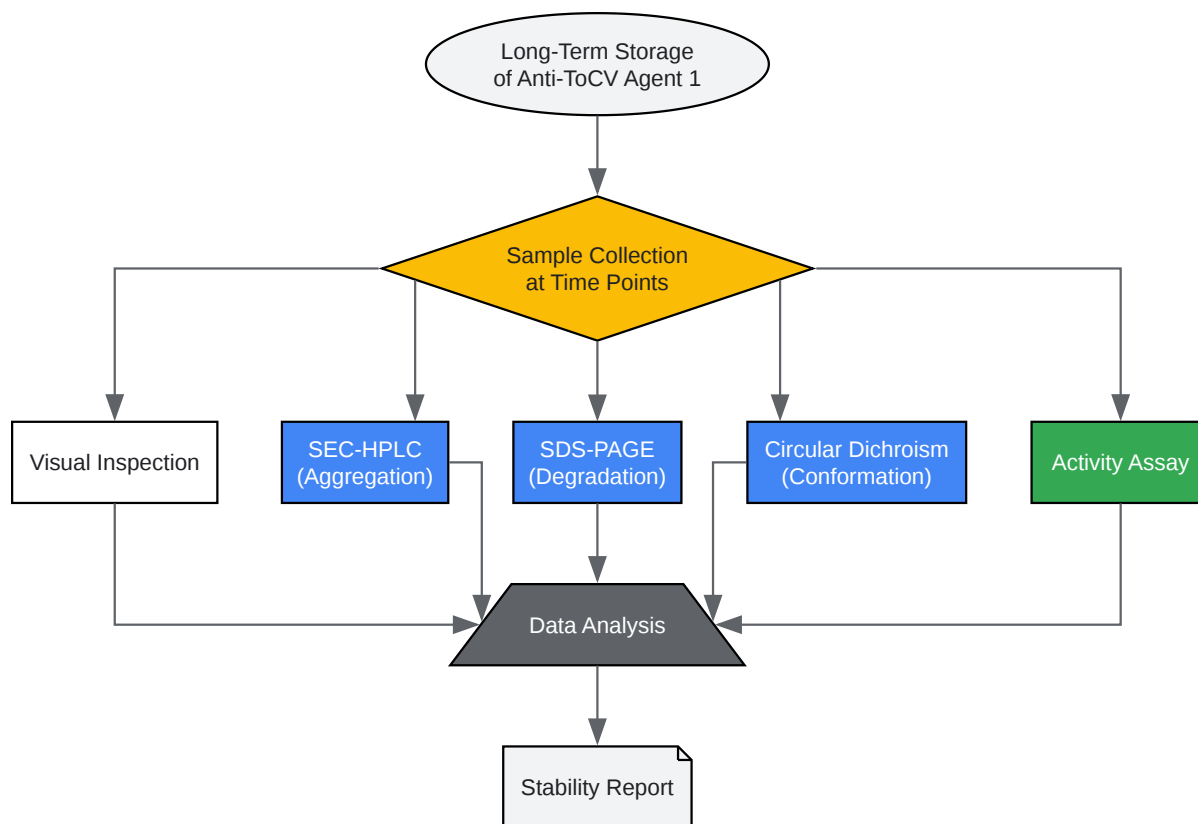 Long-Term Storage
of Anti-ToCV Agent 1
Sample Collection
at Time Points
Visual Inspection
SEC-HPLC
(Aggregation)
SDS-PAGE
(Degradation)
Circular Dichroism
(Conformation)
Activity Assay
Data Analysis
Stability Report